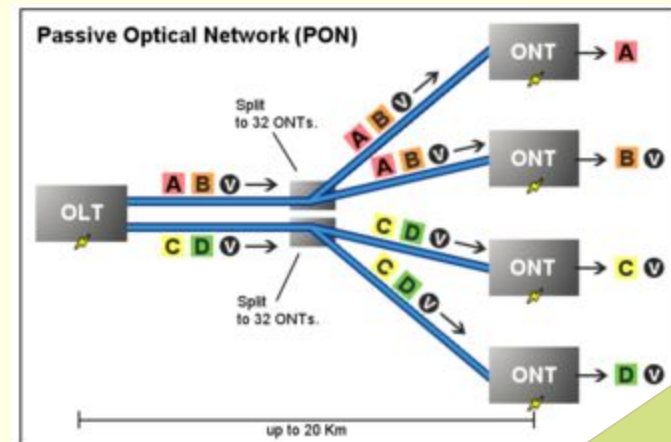 Passive Optical Network (PON)
ONT
A
Split
to 32 ONTs.
A B V
A B V
ONT
B V
A B V
OLT
C D V
C D V
ONT
C V
C D V
Split
to 32 ONTs.
ONT
D V
up to 20 Km